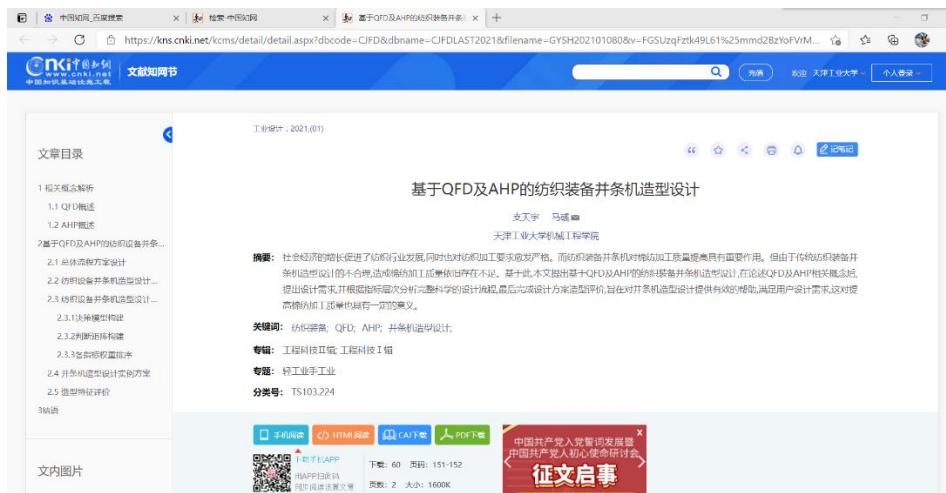 中国知网_百度搜索
检索-中国知网
基于QFD及AHP的纺织装备并条
https://kns.cnki.net/kcms/detail/detail.aspx?dbcode=CJFD&dbname=CJFDLAST2021&filename=GYSH202101080&v=FGSUzqFztk49L61%25mmd2BzYoFVrM...
cnki中国知网
www.cnki.net
中国知识基础设施工程
文献知网节
充值
欢迎 天津工业大学
个人登录
文章目录
1 相关概念解析
1.1 QFD概述
1.2 AHP概述
2基于QFD及AHP的纺织设备并条...
2.1 总体流程方案设计
2.2 纺织设备并条机造型设计...
2.3 纺织设备并条机造型设计...
2.3.1决策模型构建
2.3.2判断矩阵构建
2.3.3各指标权重排序
2.4 并条机造型设计实例方案
2.5 造型特征评价
3结语
文内图片
工业设计 . 2021,(01)
记笔记
基于QFD及AHP的纺织装备并条机造型设计
支天宇 马彧
天津工业大学机械工程学院
摘要: 社会经济的增长促进了纺织行业发展,同时也对纺织加工要求愈发严格。而纺织装备并条机对棉纺加工质量提高具有重要作用。但由于传统纺织装备并
条机造型设计的不合理,造成棉纺加工质量依旧存在不足。基于此,本文提出基于QFD及AHP的纺织装备并条机造型设计,在论述QFD及AHP相关概念后,
提出设计需求,并根据指标层次分析完整科学的设计流程,最后完成设计方案造型评价,旨在对并条机造型设计提供有效的帮助,满足用户设计需求,这对提
高棉纺加工质量也具有一定的意义。
关键词: 纺织装备; QFD; AHP; 并条机造型设计;
专辑: 工程科技II辑; 工程科技 I 辑
专题: 轻工业手工业
分类号: TS103.224
手机阅读
HTML阅读
CAJ下载
PDF下载
下载手机APP
用APP扫此码
同步阅读该篇文章
下载: 60 页码: 151-152
页数: 2 大小: 1600K
中国共产党入党誓词发展暨
中国共产党人初心使命研讨会
征文启事